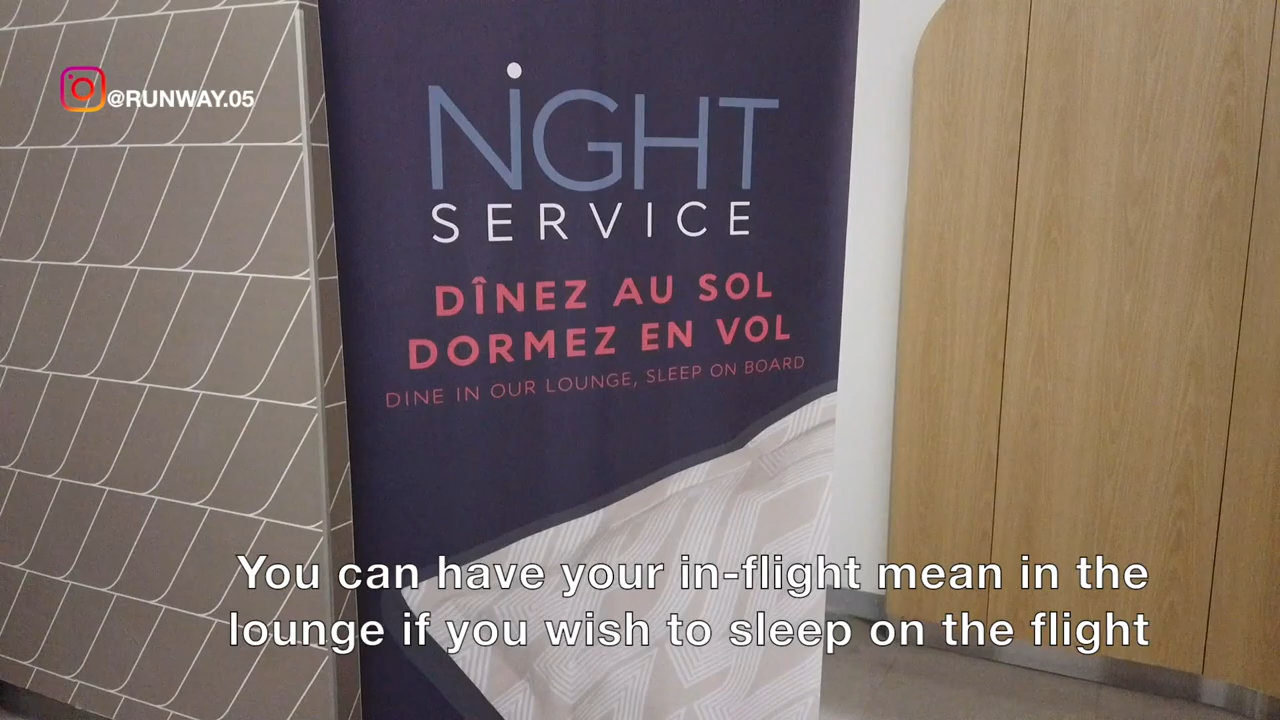 @RUNWAY.05
NiGHT
SERVICE
DÎNEZ AU SOL
DORMEZ EN VOL
DINE IN OUR LOUNGE, SLEEP ON BOARD
You can have your in-flight mean in the
lounge if you wish to sleep on the flight